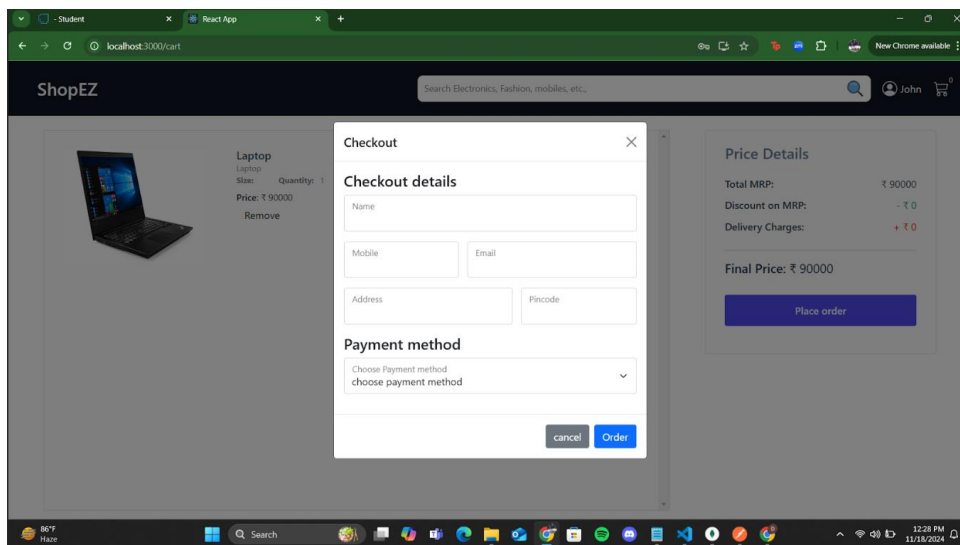 - Student
React App
localhost:3000/cart
New Chrome available
ShopEZ
Search Electronics, Fashion, mobiles, etc.,
John
0
Laptop
Laptop
Size: Quantity: 1
Price: ₹ 90000
Remove
Checkout
Checkout details
Name
Mobile
Email
Address
Pincode
Payment method
Choose Payment method
choose payment method
cancel
Order
Price Details
Total MRP: ₹ 90000
Discount on MRP: - ₹ 0
Delivery Charges: + ₹ 0
Final Price: ₹ 90000
Place order
86°F
Haze
Search
12:28 PM
11/18/2024